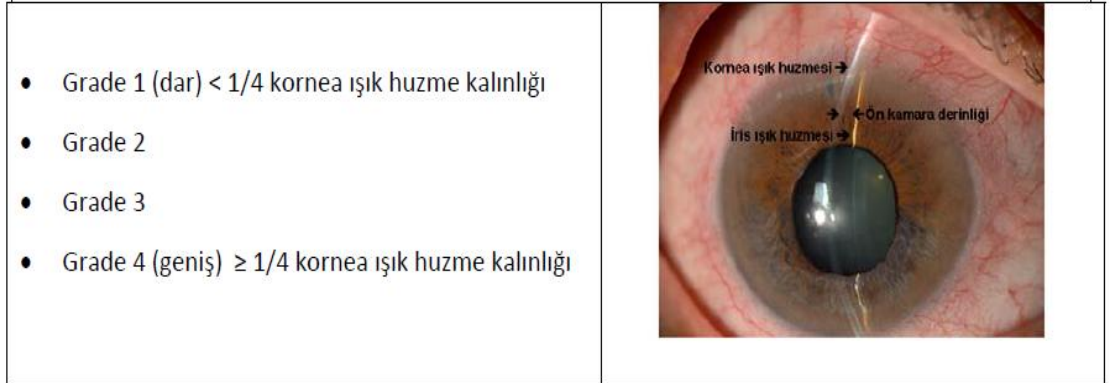 • Grade 1 (dar) < 1/4 kornea ışık huzme kalınlığı
• Grade 2
• Grade 3
• Grade 4 (geniş) ≥ 1/4 kornea ışık huzme kalınlığı
Kornea ışık huzmesi →
→ ←Ön kamara derinliği
İris ışık huzmesi→